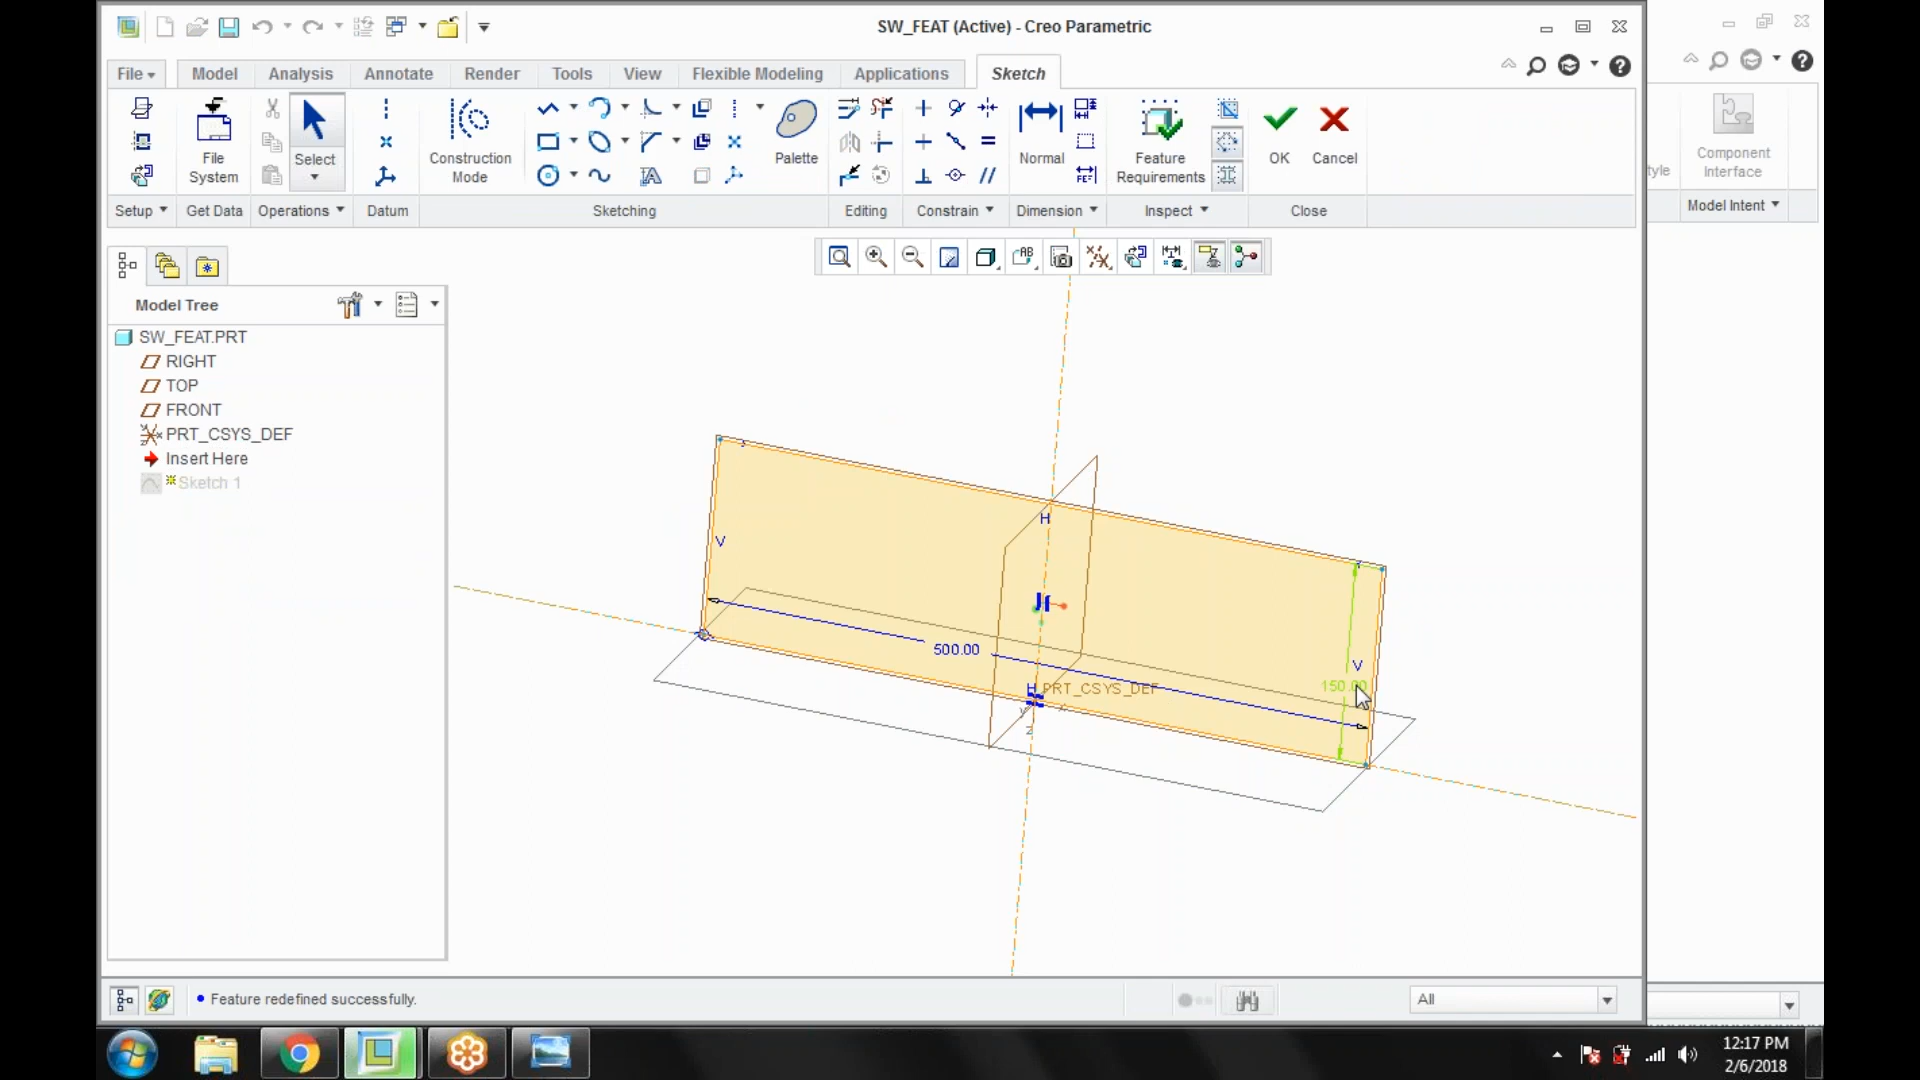 SW_FEAT (Active) - Creo Parametric
File
Model
Analysis
Annotate
Render
Tools
View
Flexible Modeling
Applications
Sketch
File System
Select
Construction Mode
Palette
Normal
Feature Requirements
OK
Cancel
Component Interface
tyle
Setup
Get Data
Operations
Datum
Sketching
Editing
Constrain
Dimension
Inspect
Close
Model Intent
Model Tree
SW_FEAT.PRT
RIGHT
TOP
FRONT
PRT_CSYS_DEF
Insert Here
Sketch 1
H
V
500.00
V
150.00
H
PRT_CSYS_DEF
Z
Feature redefined successfully.
All
12:17 PM
2/6/2018